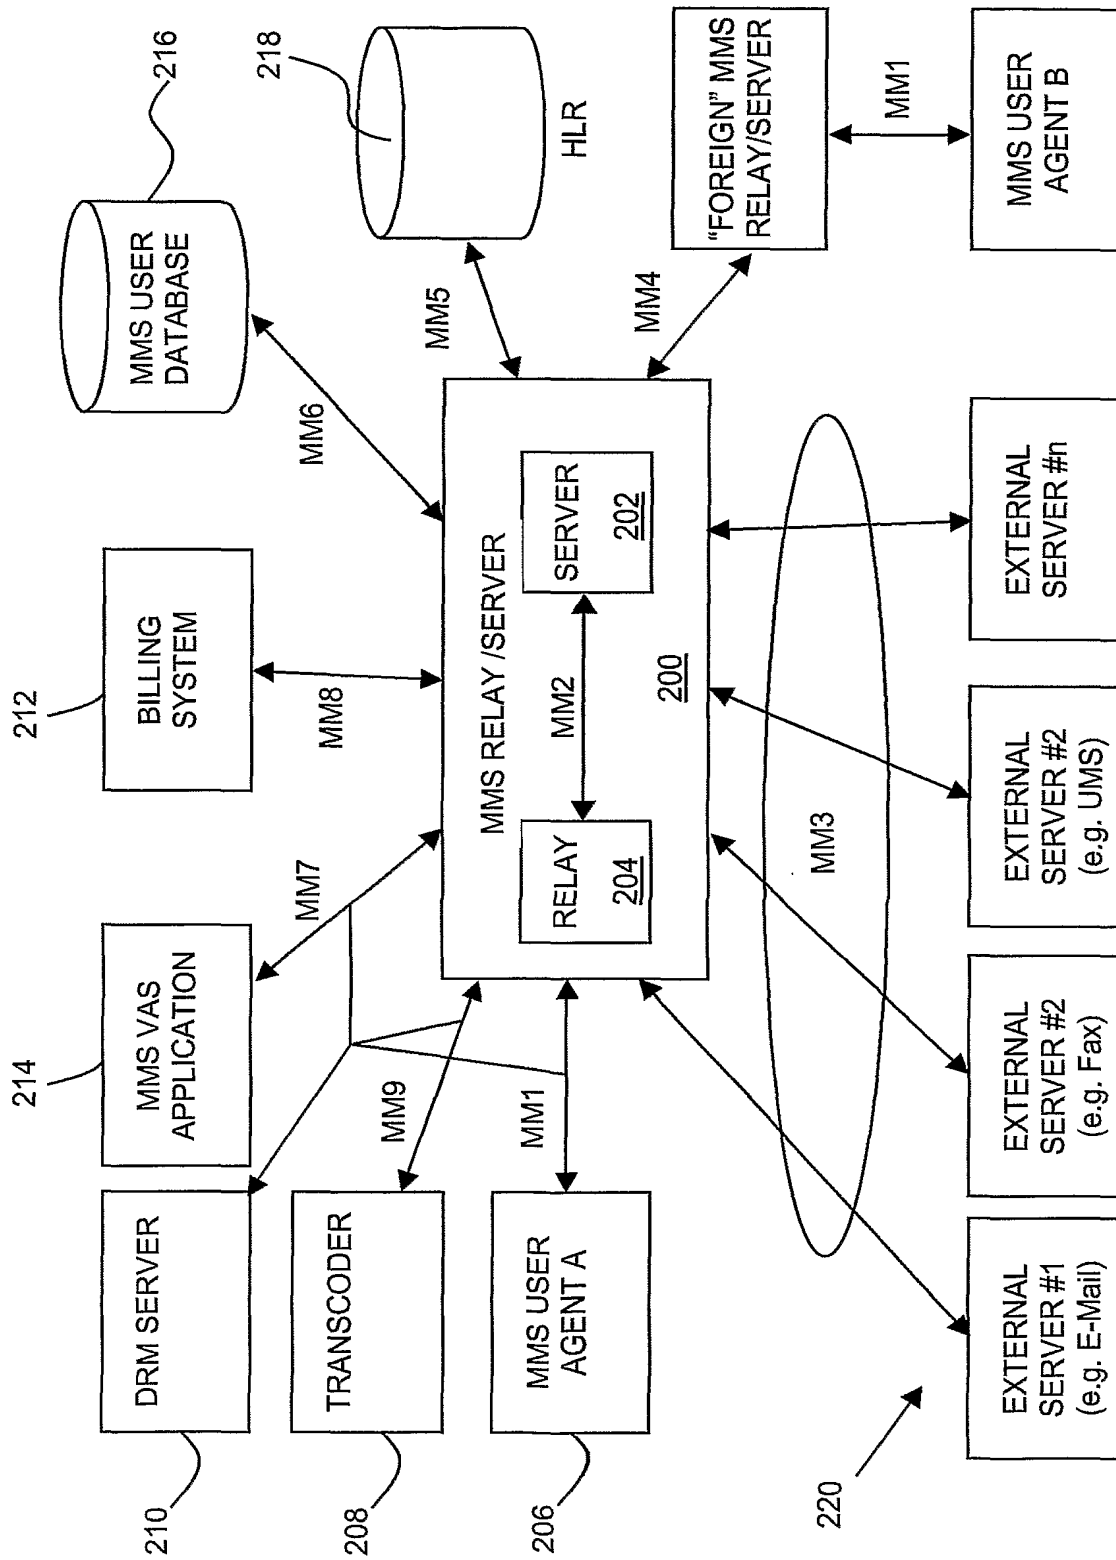 210
DRM SERVER
214
MMS VAS
APPLICATION
212
BILLING
SYSTEM
MMS USER
DATABASE
216
208
TRANSCODER
MM9
MM7
MM8
MM6
218
HLR
206
MMS USER
AGENT A
MM1
MMS RELAY /SERVER
RELAY
204
MM2
SERVER
202
200
MM5
MM4
"FOREIGN" MMS
RELAY/SERVER
MM1
MMS USER
AGENT B
MM3
220
EXTERNAL
SERVER #1
(e.g. E-Mail)
EXTERNAL
SERVER #2
(e.g. Fax)
EXTERNAL
SERVER #2
(e.g. UMS)
EXTERNAL
SERVER #n